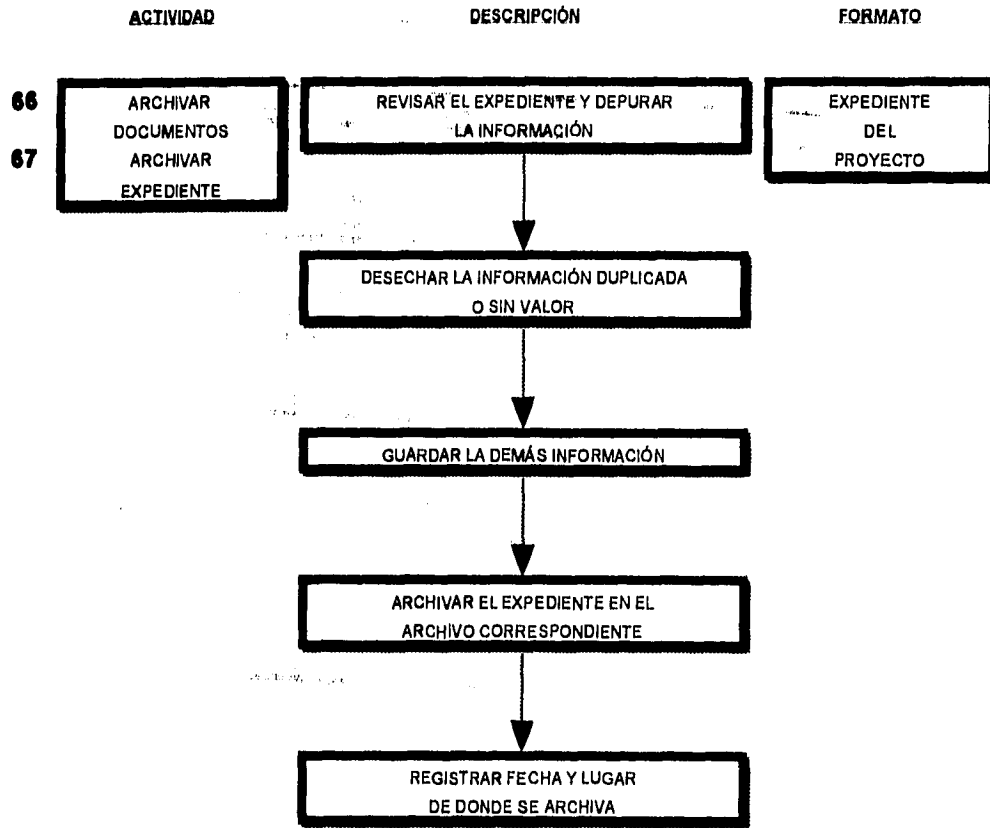 ACTIVIDAD
DESCRIPCIÓN
FORMATO
66
ARCHIVAR
DOCUMENTOS
67
ARCHIVAR
EXPEDIENTE
REVISAR EL EXPEDIENTE Y DEPURAR
LA INFORMACIÓN
EXPEDIENTE
DEL
PROYECTO
DESECHAR LA INFORMACIÓN DUPLICADA
O SIN VALOR
GUARDAR LA DEMÁS INFORMACIÓN
ARCHIVAR EL EXPEDIENTE EN EL
ARCHIVO CORRESPONDIENTE
REGISTRAR FECHA Y LUGAR
DE DONDE SE ARCHIVA